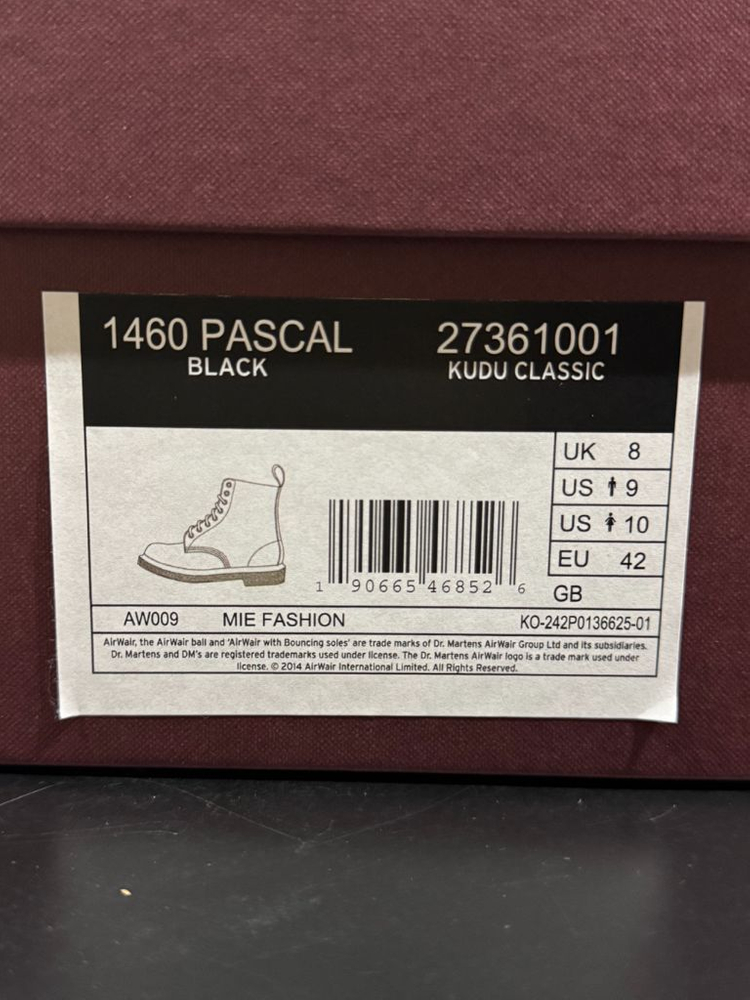 1460 PASCAL 27361001
BLACK KUDU CLASSIC
UK 8
US 9
US 10
EU 42
GB
1 90665 46852 6
AW009 MIE FASHION KO-242P0136625-01
AirWair, the AirWair ball and 'AirWair with Bouncing soles' are trade marks of Dr. Martens AirWair Group Ltd and its subsidiaries.
Dr. Martens and DM's are registered trademarks used under license. The Dr. Martens AirWair logo is a trade mark used under
license. © 2014 AirWair International Limited. All Rights Reserved.